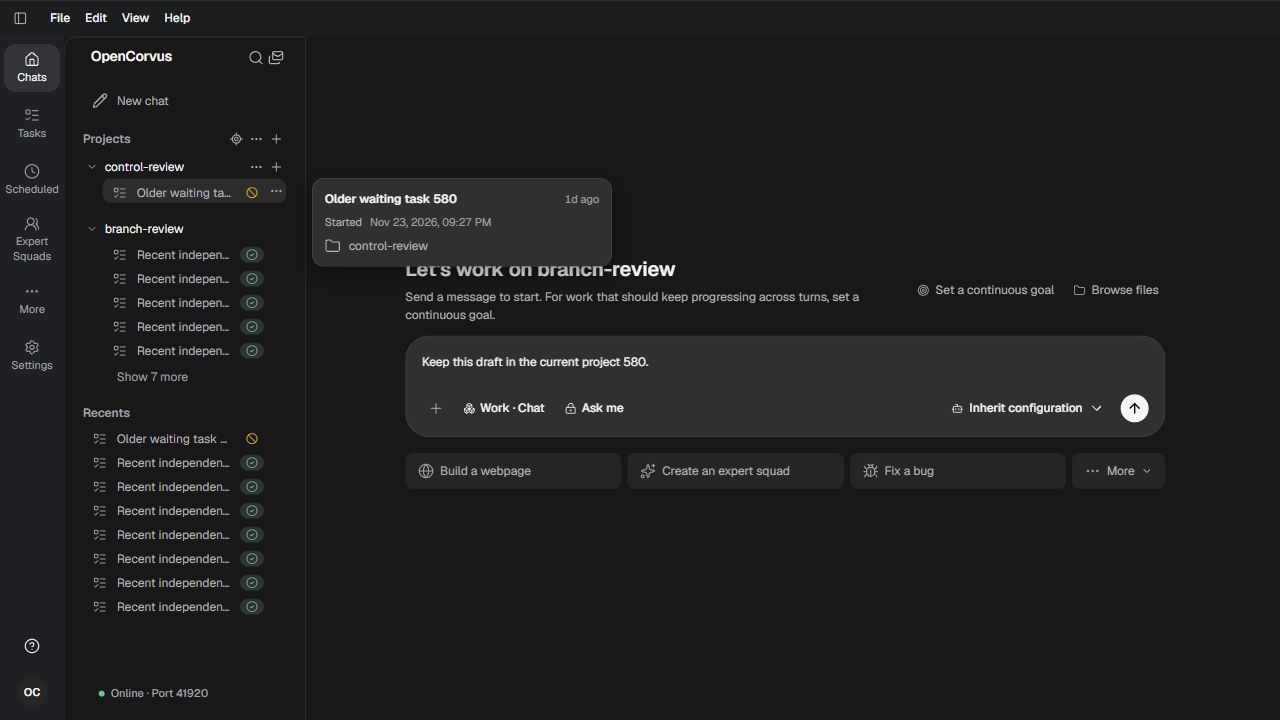 File Edit View Help
OpenCorvus
Chats
New chat
Tasks
Projects
control-review
Scheduled
Older waiting ta...
Older waiting task 580 1d ago
Started Nov 23, 2026, 09:27 PM
control-review
Expert
Squads
branch-review
Recent indepen...
Recent indepen...
Recent indepen...
Recent indepen...
Recent indepen...
Show 7 more
More
Settings
Let's work on branch-review
Send a message to start. For work that should keep progressing across turns, set a
continuous goal.
Set a continuous goal Browse files
Keep this draft in the current project 580.
Work · Chat Ask me Inherit configuration
Build a webpage Create an expert squad Fix a bug More
Recents
Older waiting task ...
Recent independen...
Recent independen...
Recent independen...
Recent independen...
Recent independen...
Recent independen...
Recent independen...
OC
Online · Port 41920